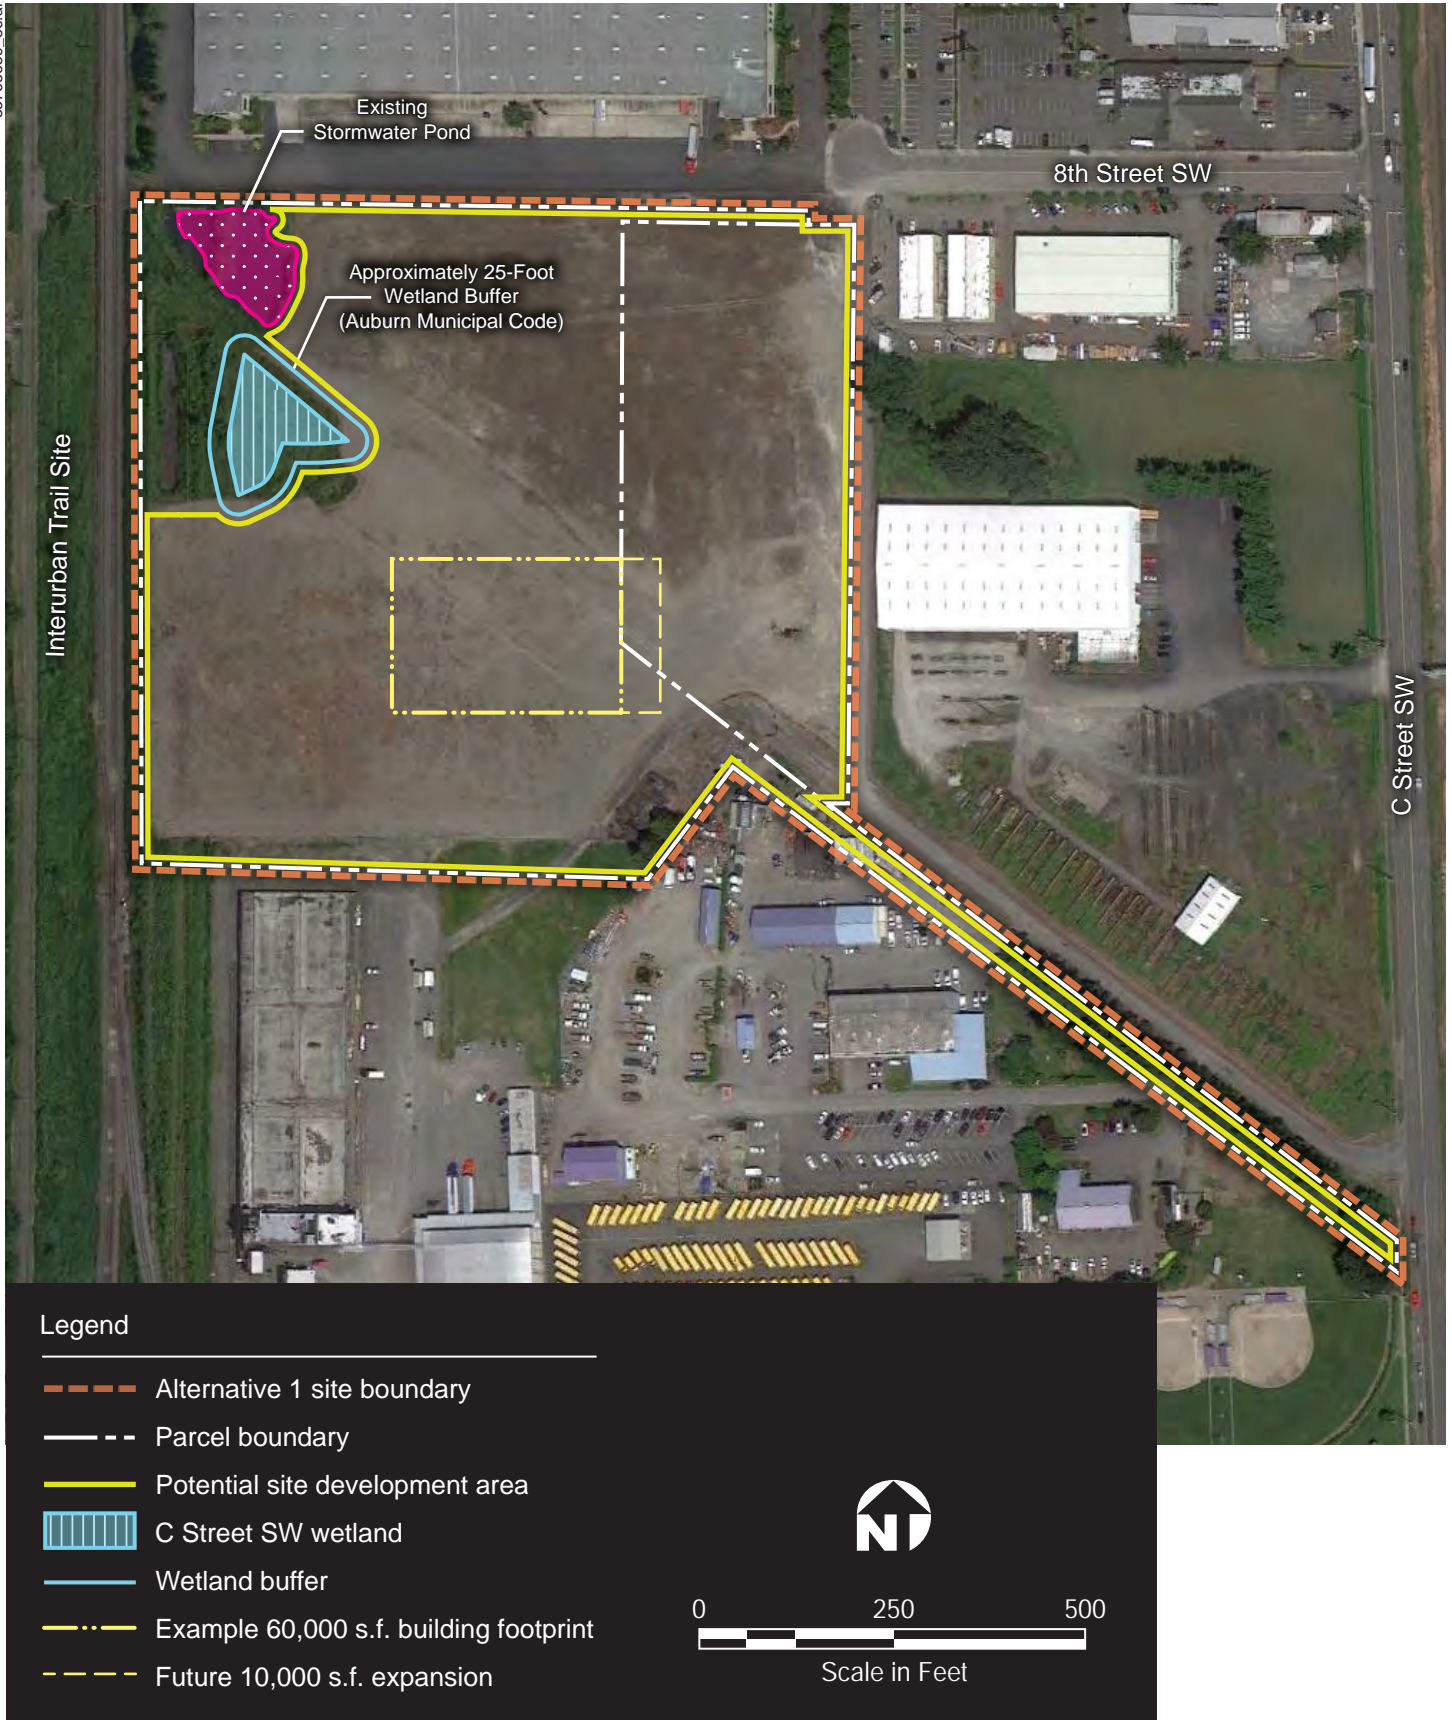 Existing
Stormwater Pond
8th Street SW
Approximately 25-Foot
Wetland Buffer
(Auburn Municipal Code)
Interurban Trail Site
C Street SW
Legend
Alternative 1 site boundary
Parcel boundary
Potential site development area
C Street SW wetland
Wetland buffer
Example 60,000 s.f. building footprint
Future 10,000 s.f. expansion
N
0 250 500
Scale in Feet